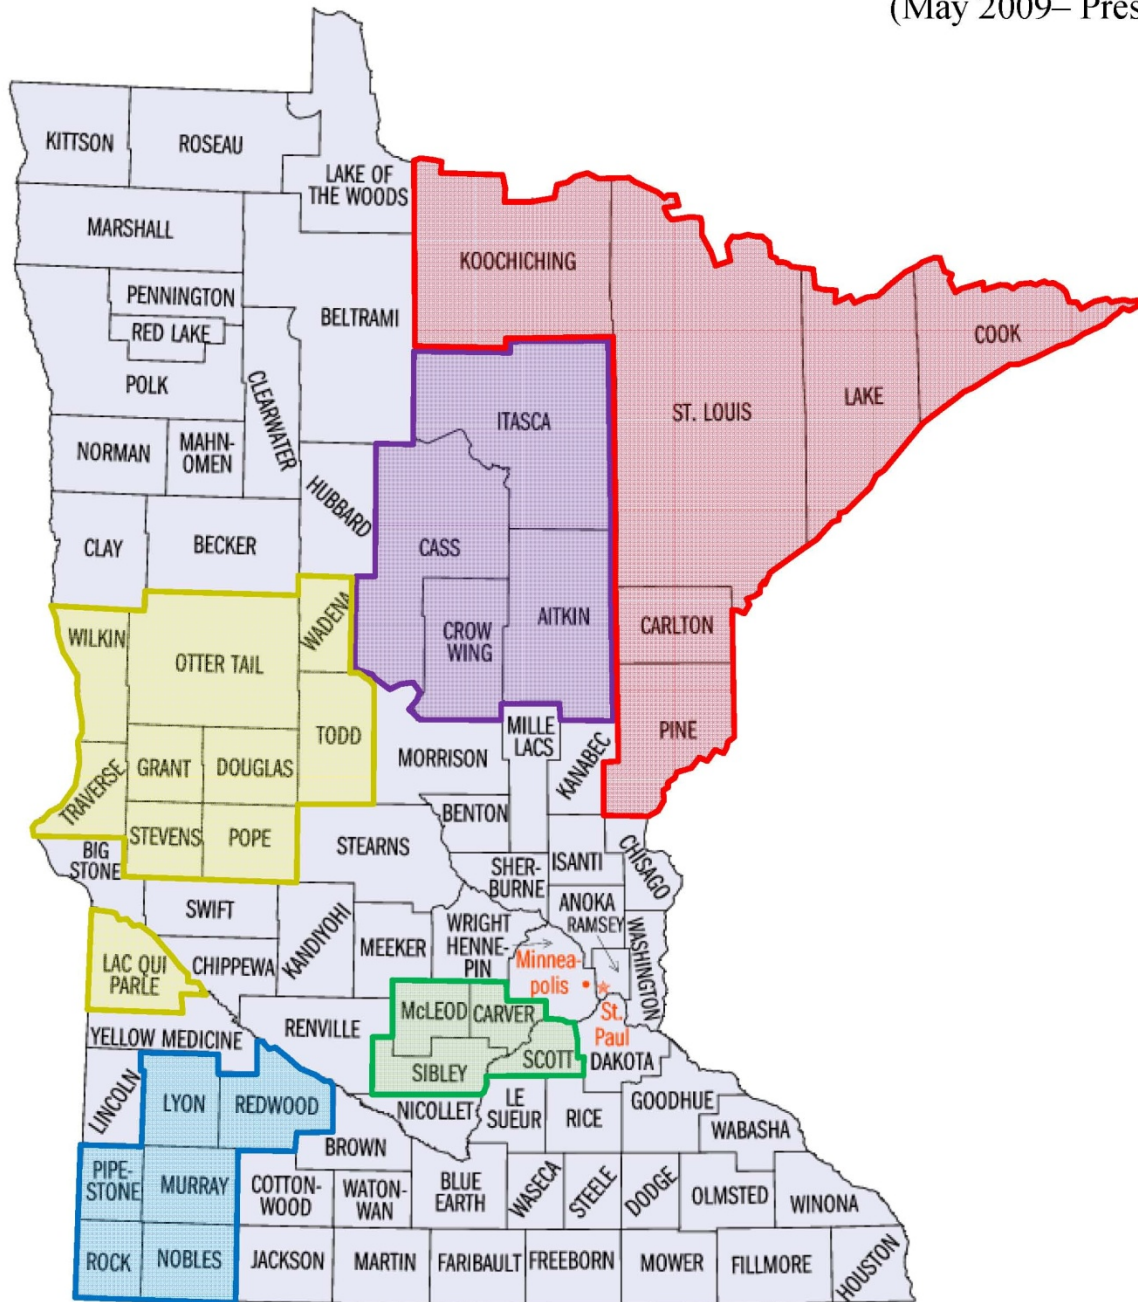 (May 2009– Pres
KITTSON
ROSEAU
LAKE OF
THE WOODS
MARSHALL
KOOCHICHING
PENNINGTON
BELTRAMI
RED LAKE
COOK
POLK
CLEARWATER
ITASCA
ST. LOUIS
LAKE
NORMAN
MAHN-
OMEN
HUBBARD
CLAY
BECKER
CASS
WADENA
AITKIN
CARLTON
WILKIN
CROW
WING
OTTER TAIL
TODD
MILLE
LACS
PINE
MORRISON
KANABEC
TRAVERSE
GRANT
DOUGLAS
BENTON
STEVENS
POPE
STEARNS
BIG
STONE
SHER-
BURNE
ISANTI
CHISAGO
SWIFT
KANDIYOHI
ANOKA
RAMSEY
WRIGHT
HENNE-
PIN
MEEKER
WASHINGTON
LAC QUI
PARLE
CHIPPEWA
Minnea-
polis
St.
Paul
McLEOD
CARVER
RENVILLE
YELLOW MEDICINE
SIBLEY
SCOTT
DAKOTA
LINCOLN
LYON
REDWOOD
NICOLLET
LE
SUEUR
RICE
GOODHUE
WABASHA
BROWN
PIPE-
STONE
MURRAY
COTTON-
WOOD
WATON-
WAN
BLUE
EARTH
WASECA
STEELE
DODGE
OLMSTED
WINONA
ROCK
NOBLES
JACKSON
MARTIN
FARIBAULT
FREEBORN
MOWER
FILLMORE
HOUSTON